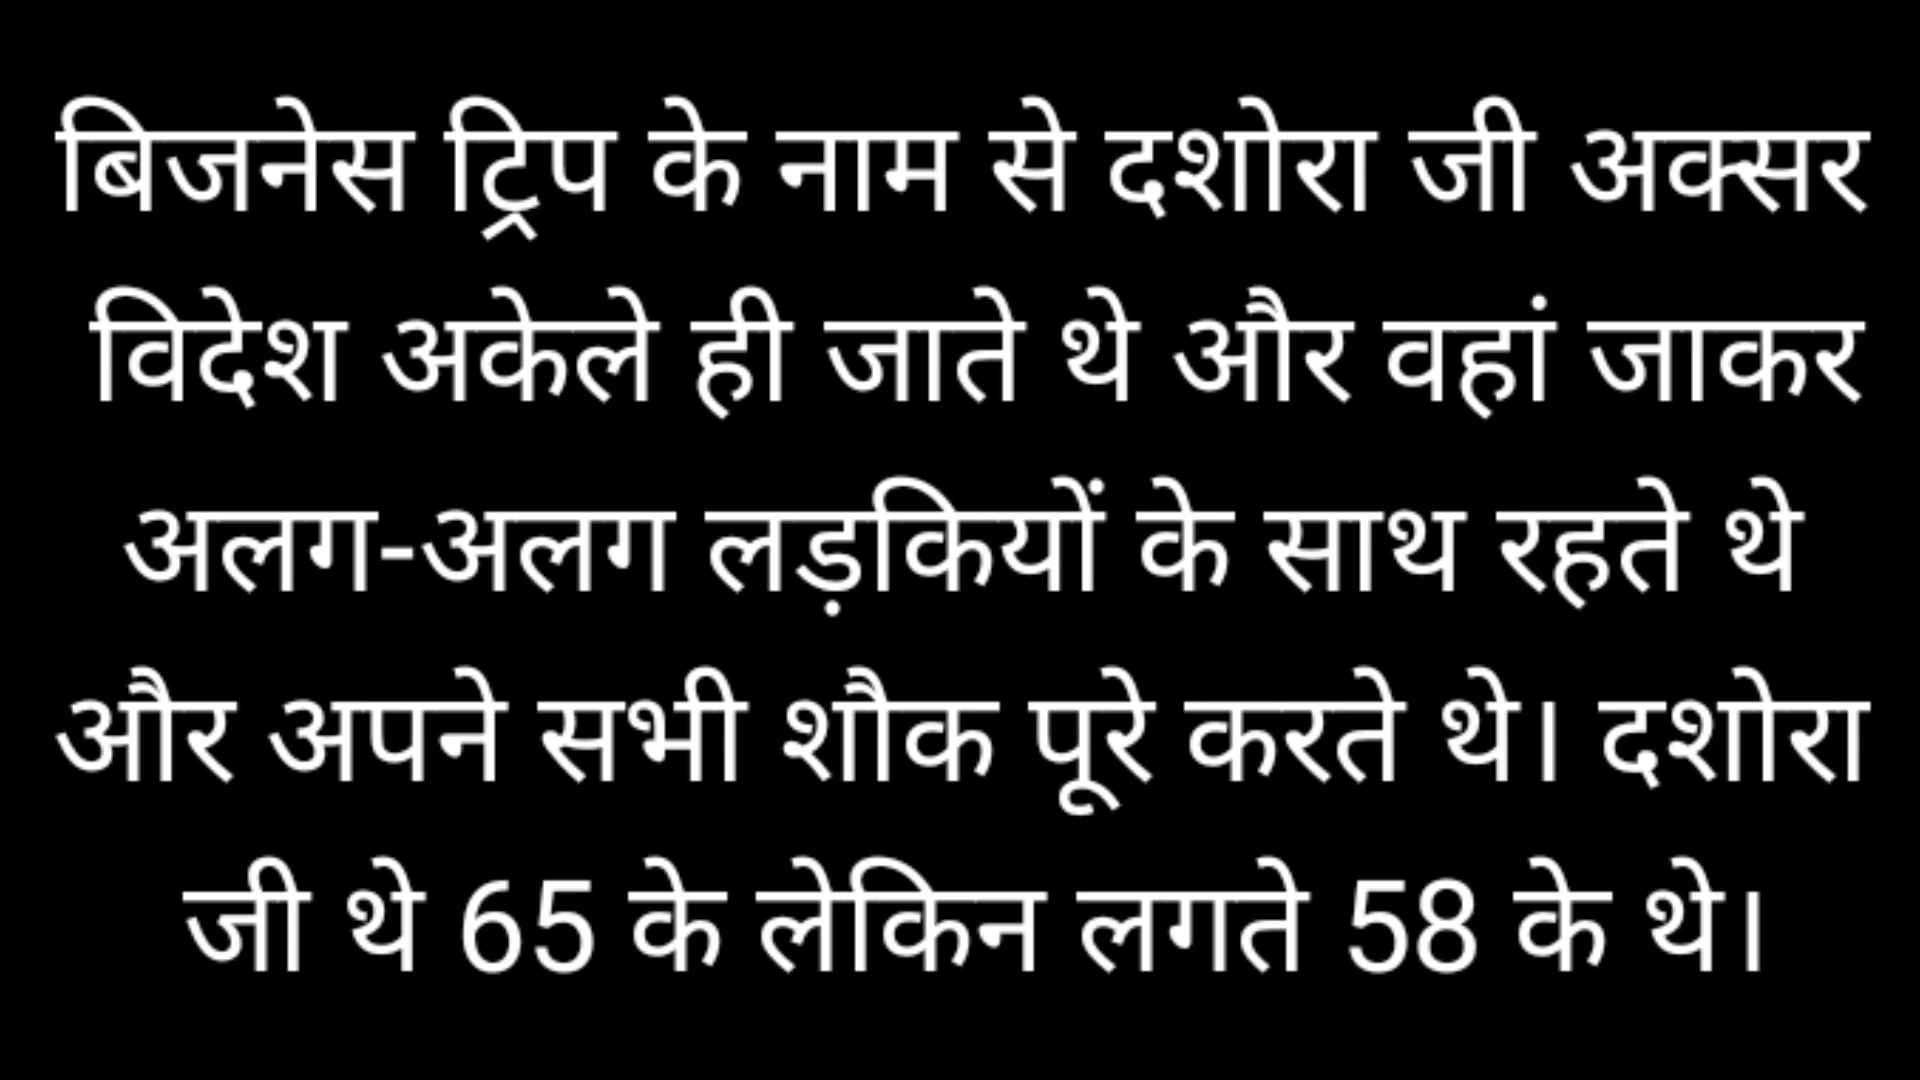 बिजनेस ट्रिप के नाम से दशोरा जी अक्सर
विदेश अकेले ही जाते थे और वहां जाकर
अलग-अलग लड़कियों के साथ रहते थे
और अपने सभी शौक पूरे करते थे। दशोरा
जी थे 65 के लेकिन लगते 58 के थे।